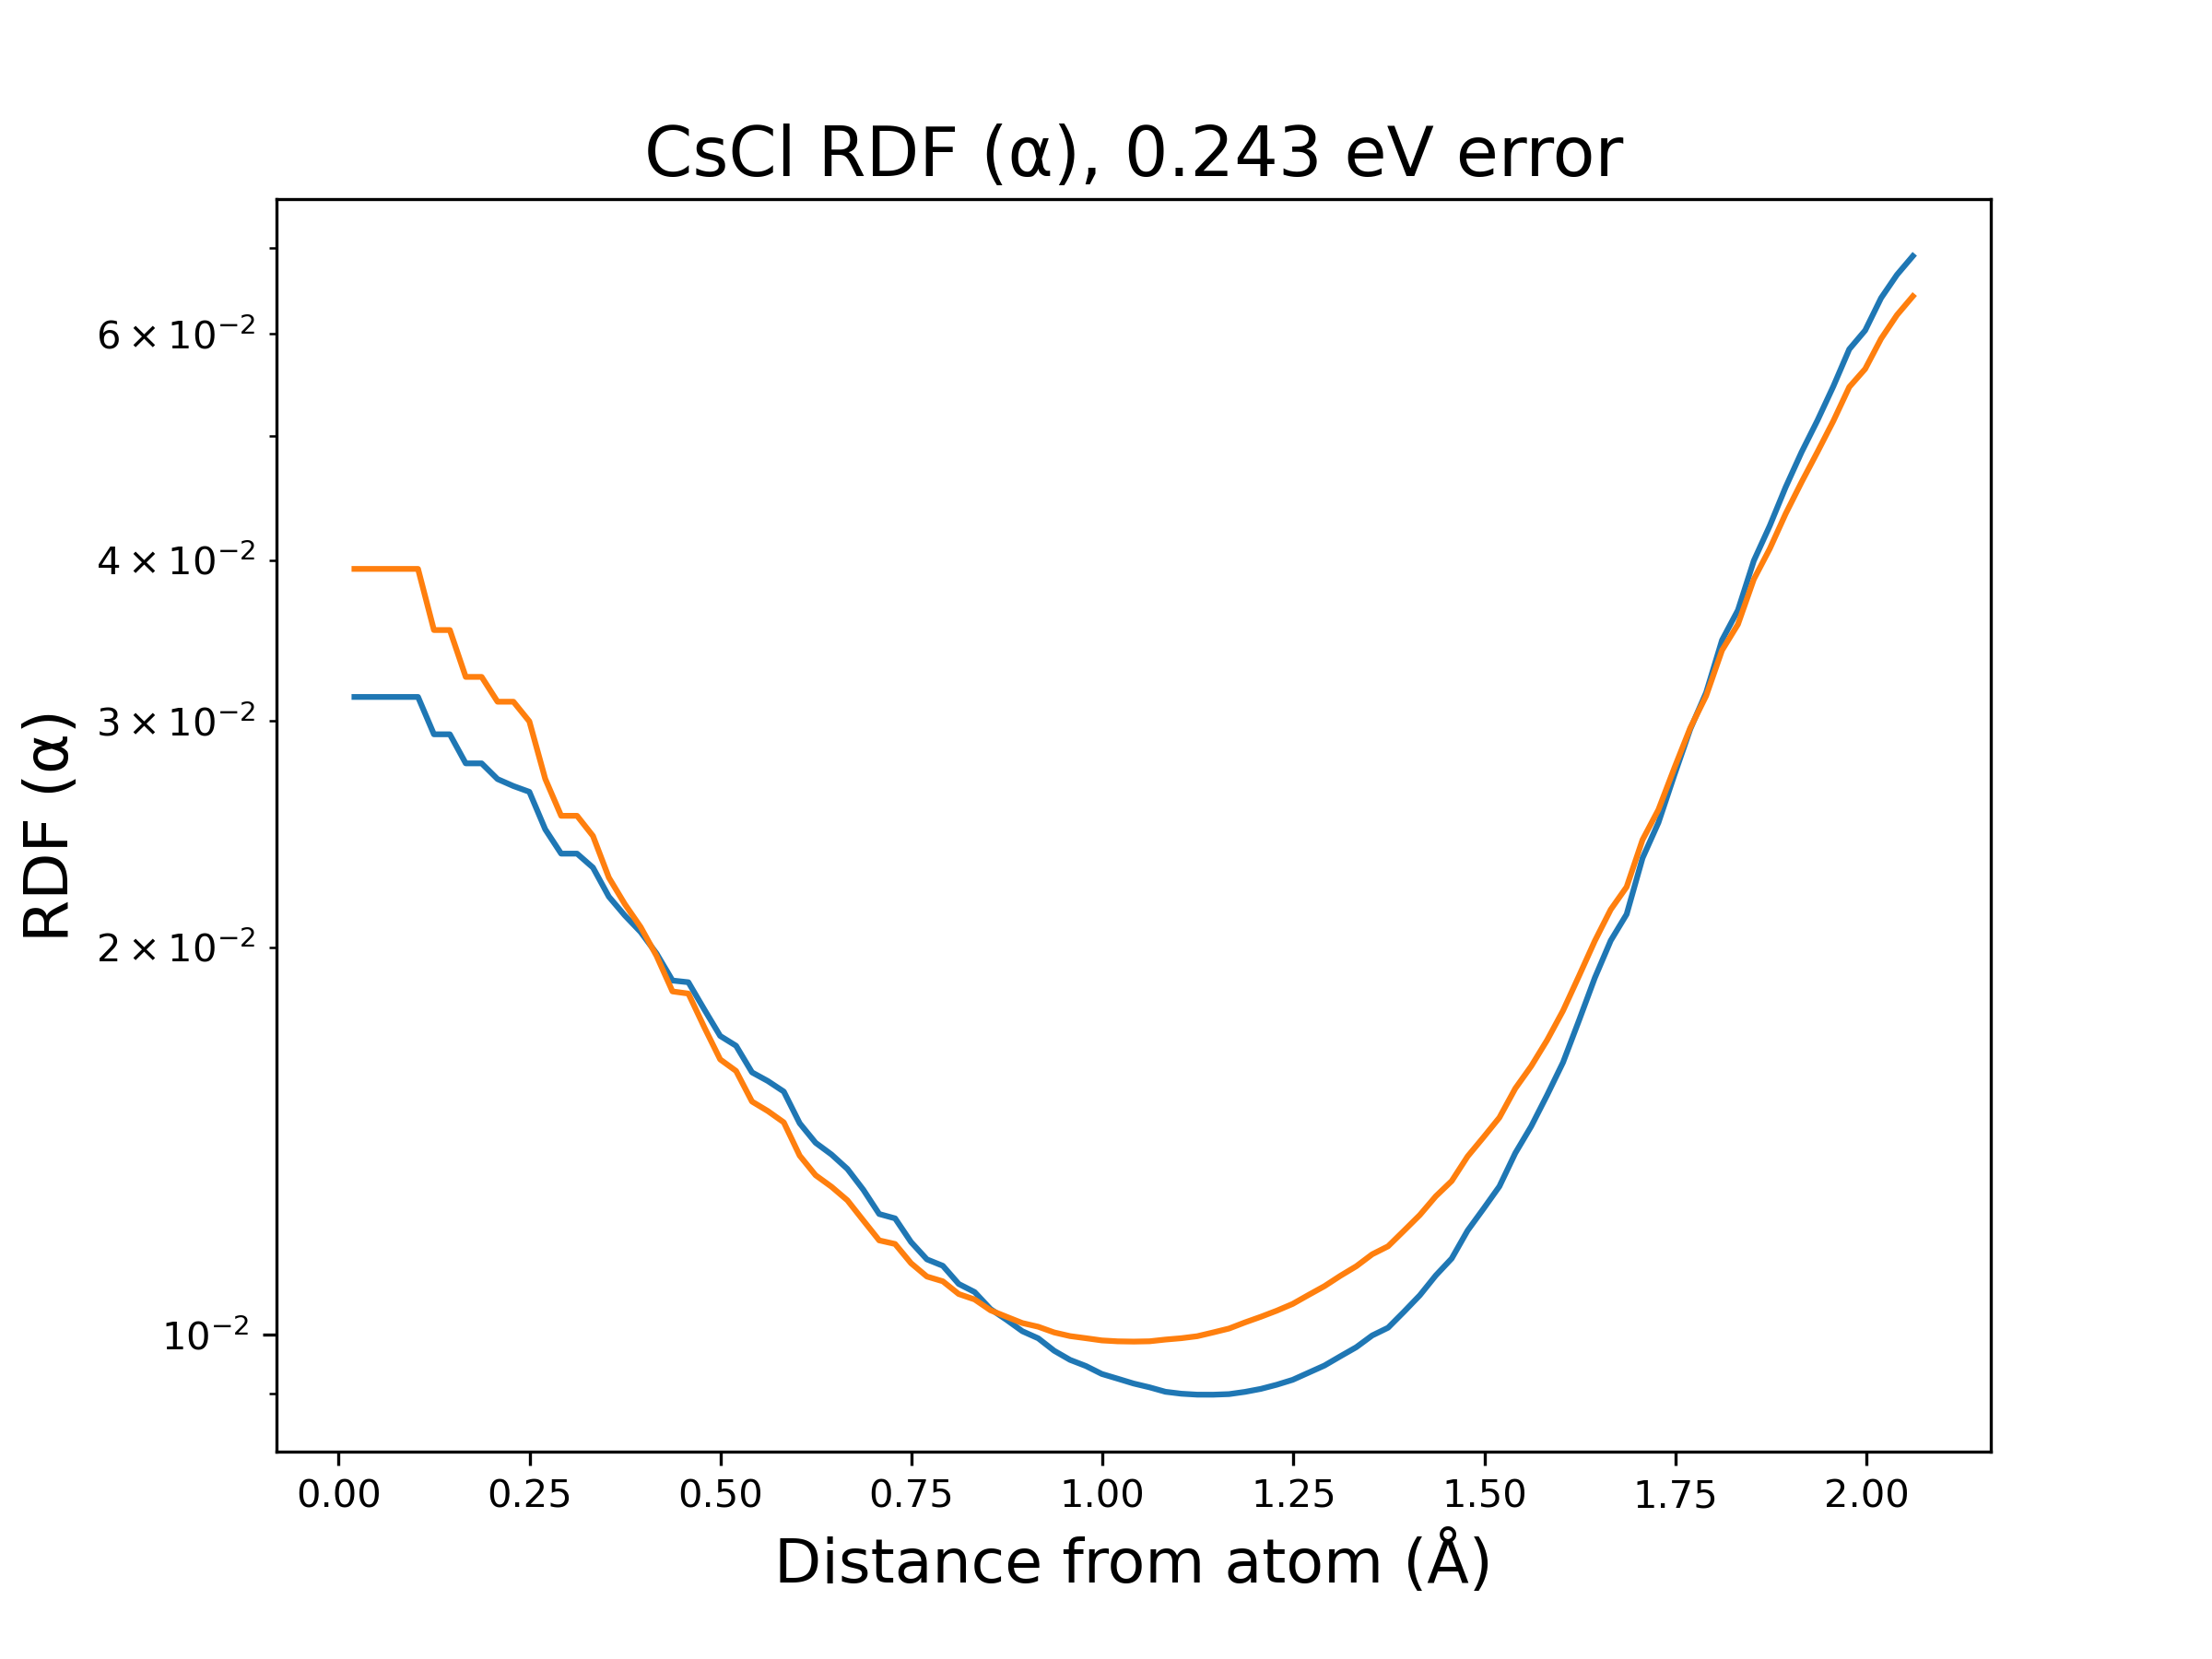 CsCl RDF (α), 0.243 eV error
RDF (α)
6 × 10⁻²
4 × 10⁻²
3 × 10⁻²
2 × 10⁻²
10⁻²
0.00 0.25 0.50 0.75 1.00 1.25 1.50 1.75 2.00
Distance from atom (Å)